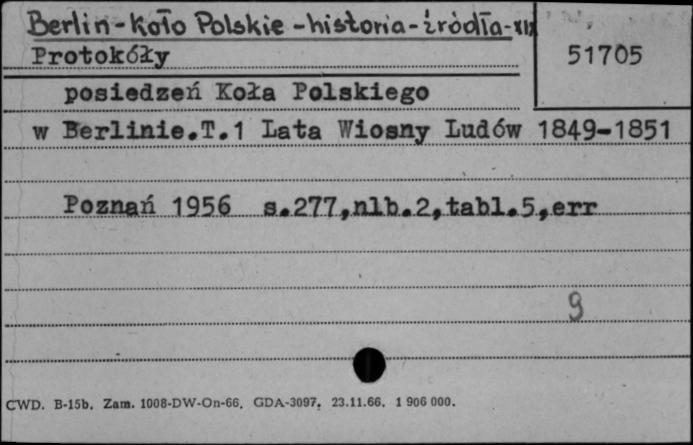 Berlin-Koło Polskie-historia-źródła-XIX
51705
Protokóły
posiedzeń Koła Polskiego
w Berlinie.T.1 Lata Wiosny Ludów 1849-1851
Poznań 1956 s.277,nlb.2,tabl.5,err
9
CWD. B-15b. Zam. 1008-DW-On-66. GDA-3097. 23.11.66. 1 906 000.